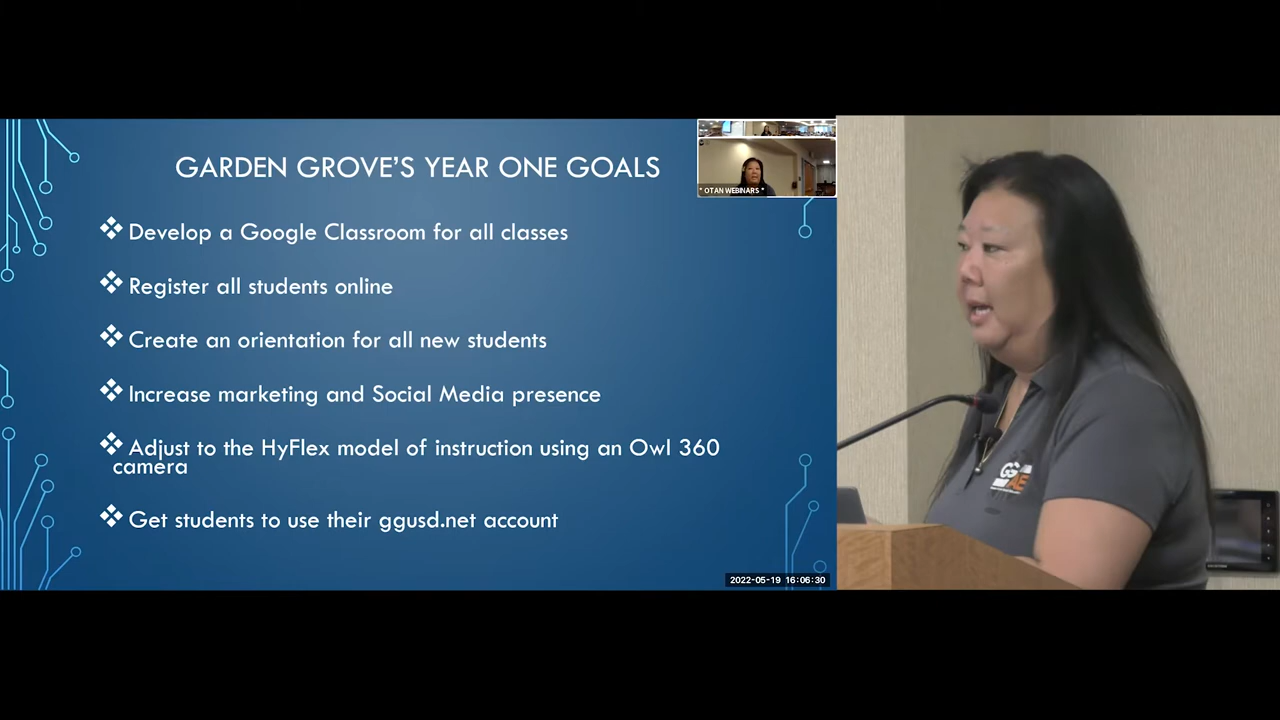 GARDEN GROVE'S YEAR ONE GOALS
* OTAN WEBINARS *
❖ Develop a Google Classroom for all classes
❖ Register all students online
❖ Create an orientation for all new students
❖ Increase marketing and Social Media presence
❖ Adjust to the HyFlex model of instruction using an Owl 360
camera
❖ Get students to use their ggusd.net account
2022-05-19 16:06:30
GG
AE